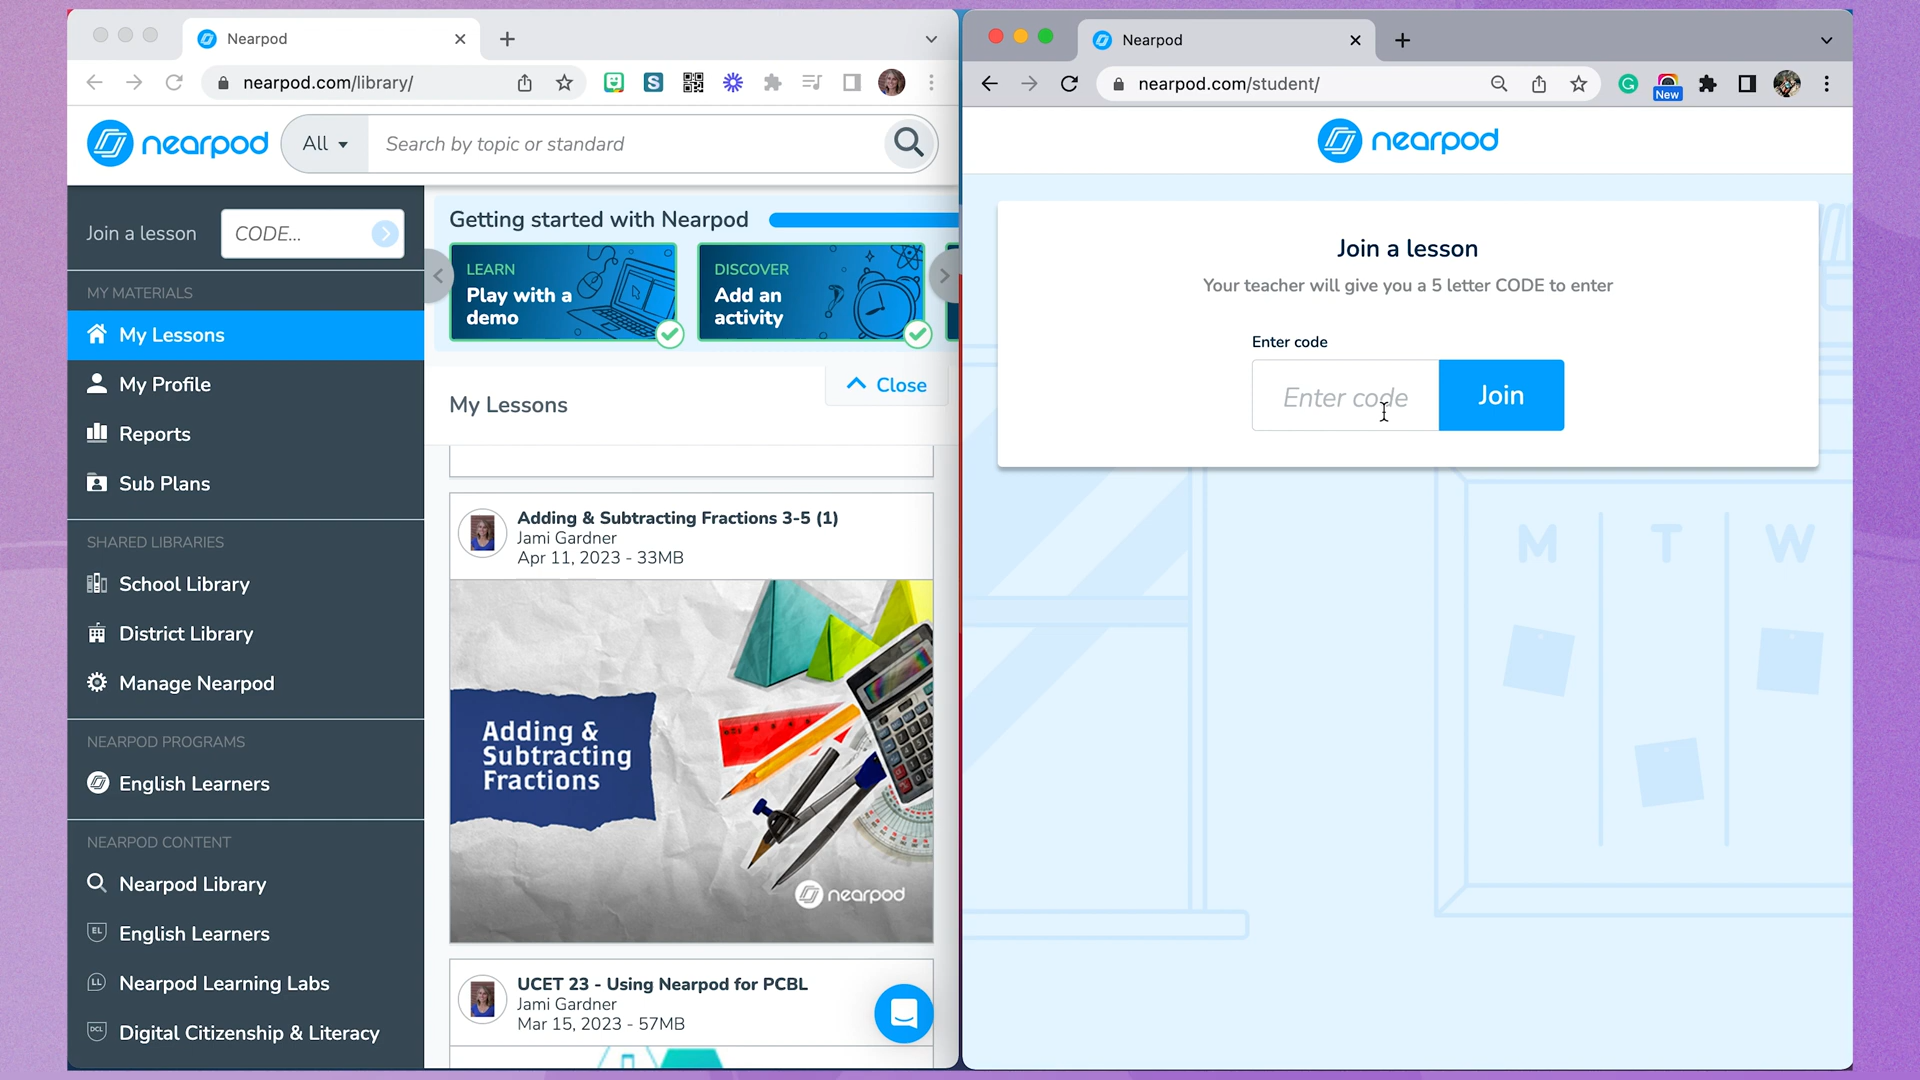 Nearpod
nearpod.com/library/
nearpod
All
Search by topic or standard
Join a lesson
CODE...
MY MATERIALS
My Lessons
My Profile
Reports
Sub Plans
SHARED LIBRARIES
School Library
District Library
Manage Nearpod
NEARPOD PROGRAMS
English Learners
NEARPOD CONTENT
Nearpod Library
EL
English Learners
LL
Nearpod Learning Labs
DCL
Digital Citizenship & Literacy
Getting started with Nearpod
LEARN
Play with a
demo
DISCOVER
Add an
activity
Close
My Lessons
Adding & Subtracting Fractions 3-5 (1)
Jami Gardner
Apr 11, 2023 - 33MB
Adding &
Subtracting
Fractions
nearpod
UCET 23 - Using Nearpod for PCBL
Jami Gardner
Mar 15, 2023 - 57MB
Nearpod
nearpod.com/student/
New
nearpod
Join a lesson
Your teacher will give you a 5 letter CODE to enter
Enter code
Enter code
Join
M T W